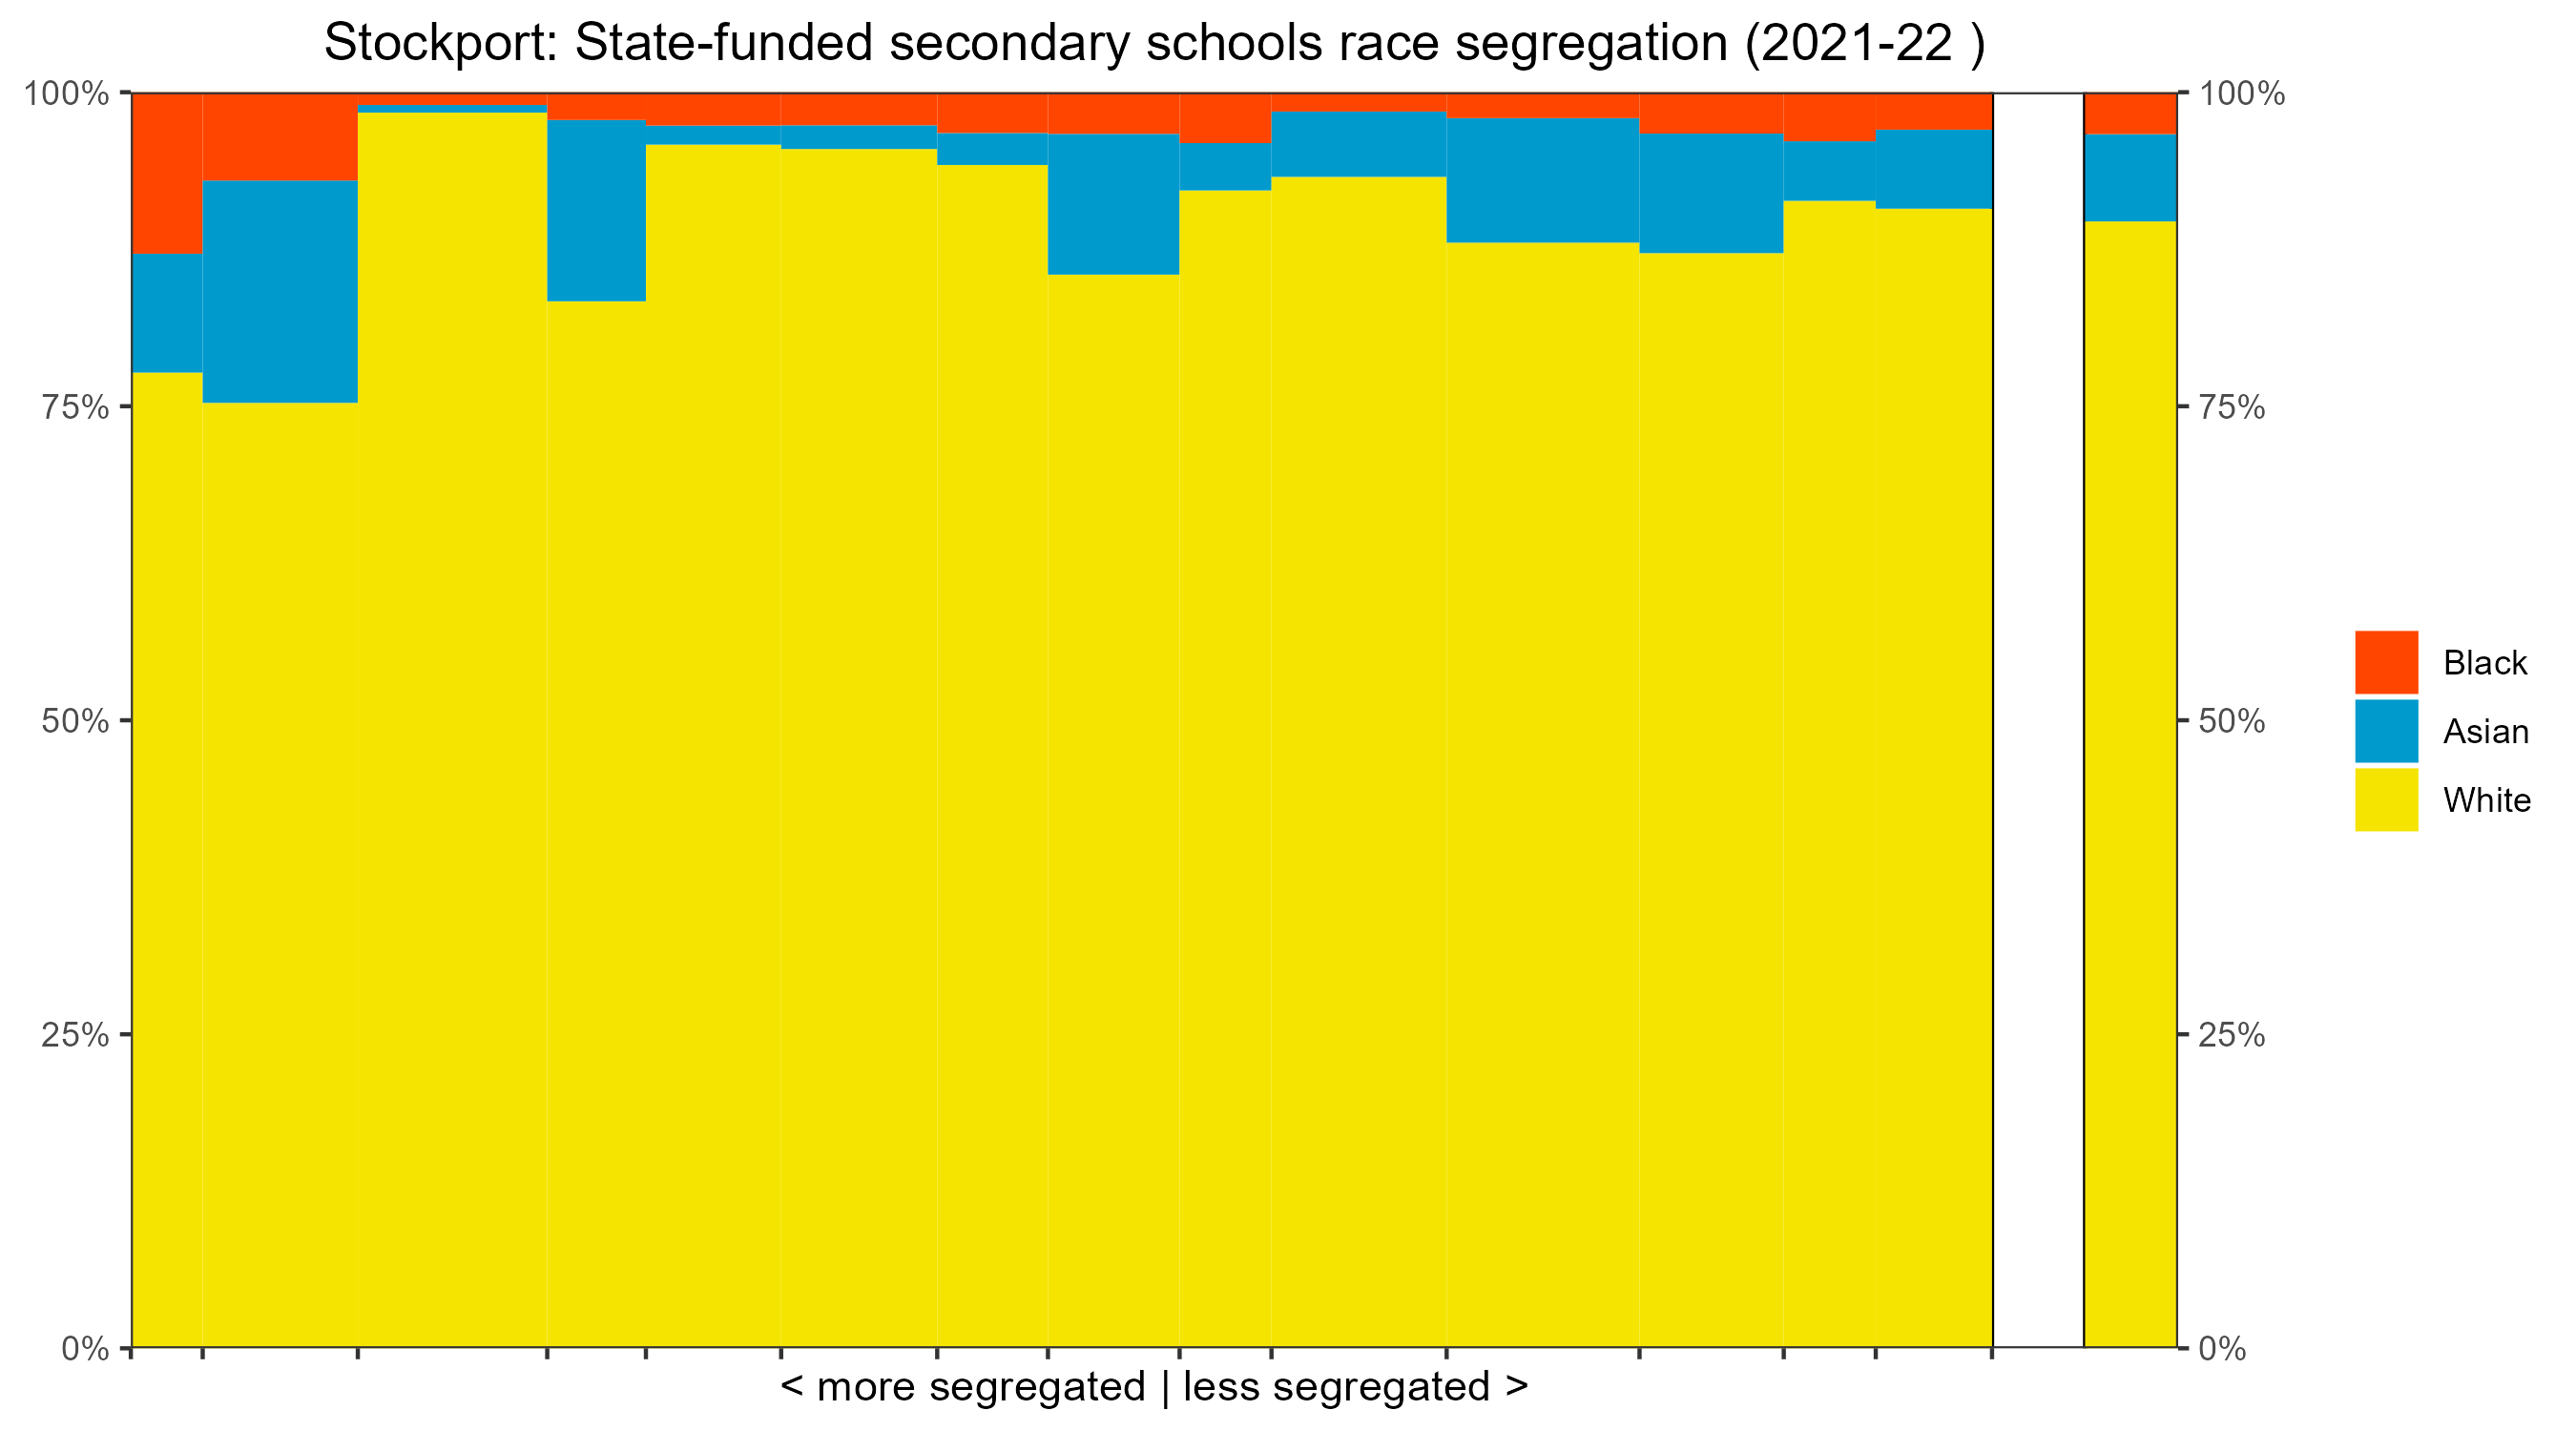 Stockport: State-funded secondary schools race segregation (2021-22 )
100%
75%
50%
25%
0%
100%
75%
50%
25%
0%
Black
Asian
White
< more segregated | less segregated >